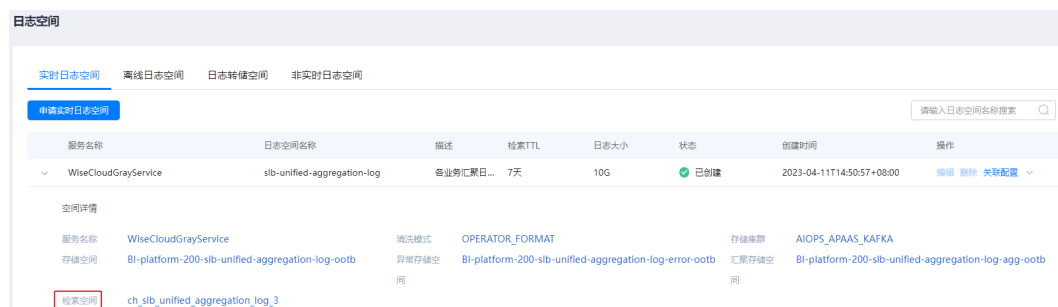 日志空间
实时日志空间 离线日志空间 日志转储空间 非实时日志空间
申请实时日志空间 请输入日志空间名称搜索
服务名称 日志空间名称 描述 检索TTL 日志大小 状态 创建时间 操作
WiseCloudGrayService slb-unified-aggregation-log 各业务汇聚日... 7天 10G 已创建 2023-04-11T14:50:57+08:00 编辑 删除 关联配置
空间详情
服务名称 WiseCloudGrayService 清洗模式 OPERATOR_FORMAT 存储集群 AIOPS_APAAS_KAFKA
存储空间 BI-platform-200-slb-unified-aggregation-log-ootb 异常存储空 BI-platform-200-slb-unified-aggregation-log-error-ootb 汇聚存储空 BI-platform-200-slb-unified-aggregation-log-agg-ootb
间 间
检索空间 ch_slb_unified_aggregation_log_3